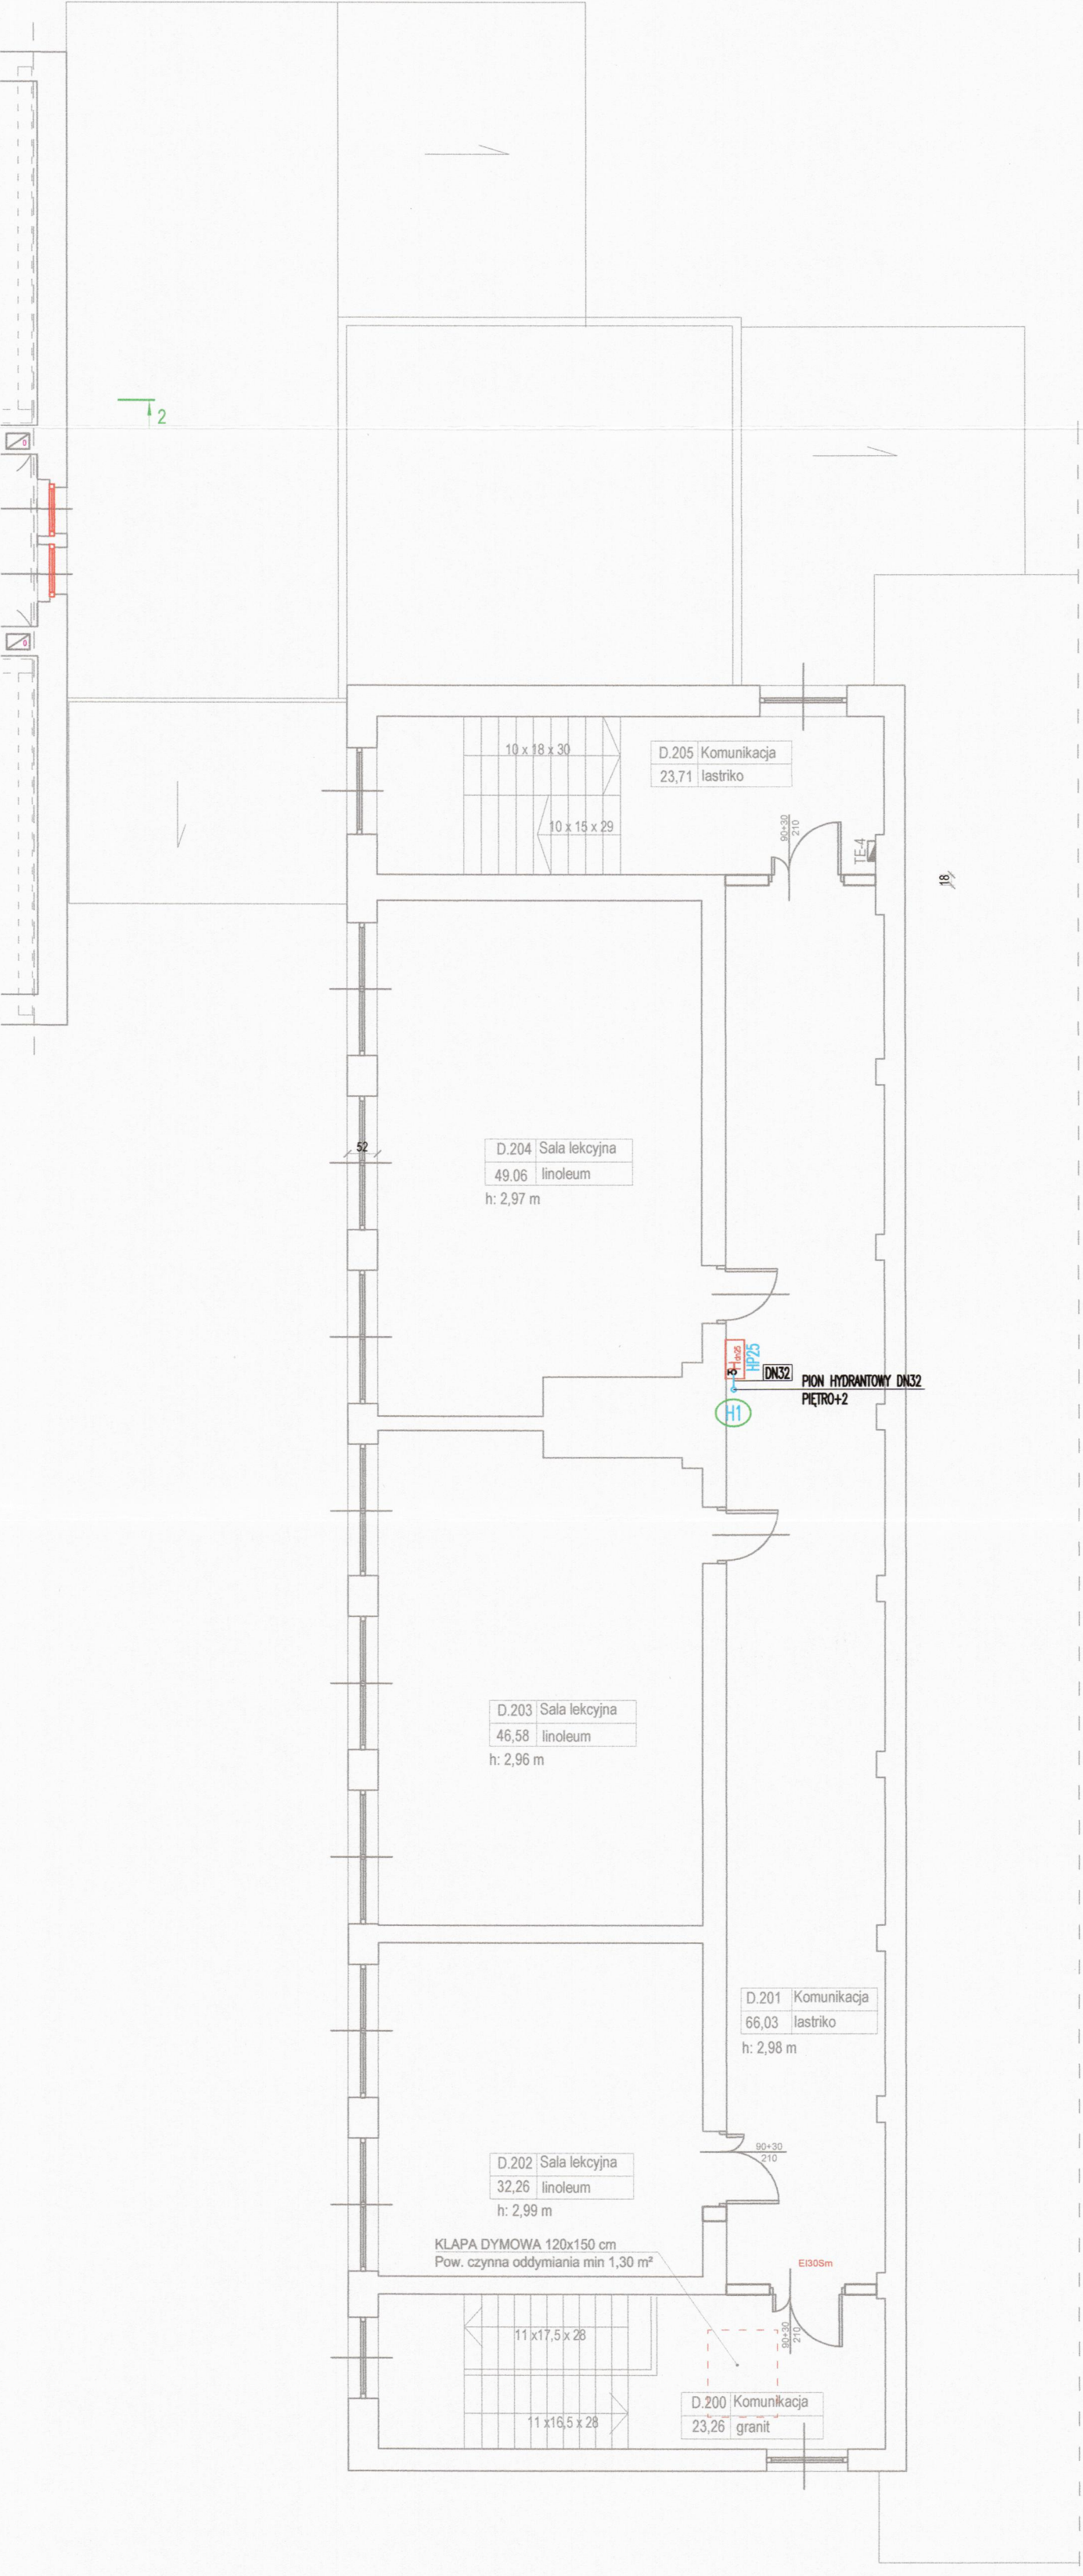 2
0
0
10 x 18 x 30
10 x 15 x 29
D.205 Komunikacja
23,71 lastriko
90+30
210
TE-4
18
52
D.204 Sala lekcyjna
49.06 linoleum
h: 2,97 m
Hdn25
HP25
DN32
PION HYDRANTOWY DN32
PIĘTRO+2
H1
D.203 Sala lekcyjna
46,58 linoleum
h: 2,96 m
D.201 Komunikacja
66,03 lastriko
h: 2,98 m
90+30
210
D.202 Sala lekcyjna
32,26 linoleum
h: 2,99 m
KLAPA DYMOWA 120x150 cm
Pow. czynna oddymiania min 1,30 m²
EI30Sm
90+30
210
11 x17,5 x 28
11 x16,5 x 28
D.200 Komunikacja
23,26 granit